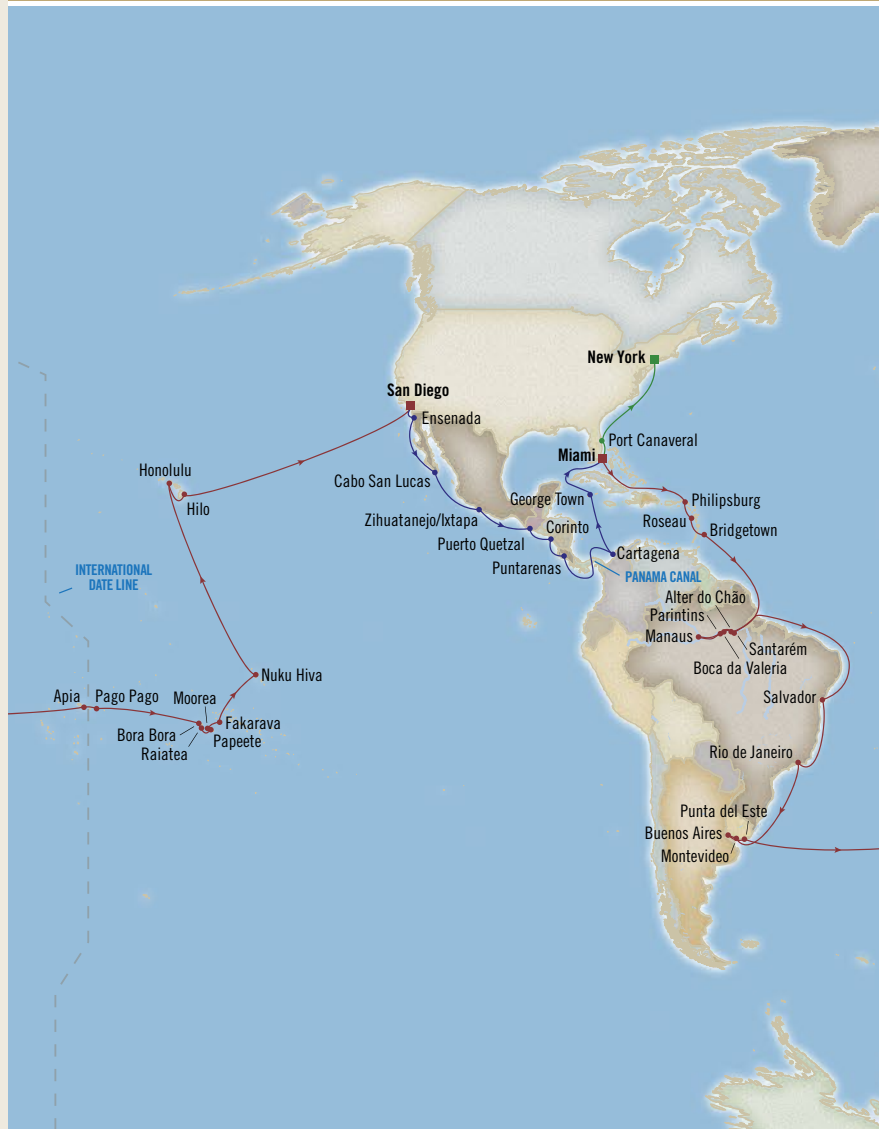 New York
San Diego
Ensenada
Port Canaveral
Miami
Honolulu
Hilo
Cabo San Lucas
George Town
Philipsburg
Zihuatanejo/Ixtapa
Roseau
Corinto
Bridgetown
Puerto Quetzal
Cartagena
Puntarenas
INTERNATIONAL
DATE LINE
PANAMA CANAL
Alter do Chão
Parintins
Manaus
Santarém
Boca da Valeria
Nuku Hiva
Apia
Pago Pago
Moorea
Salvador
Fakarava
Bora Bora
Papeete
Raiatea
Rio de Janeiro
Punta del Este
Buenos Aires
Montevideo